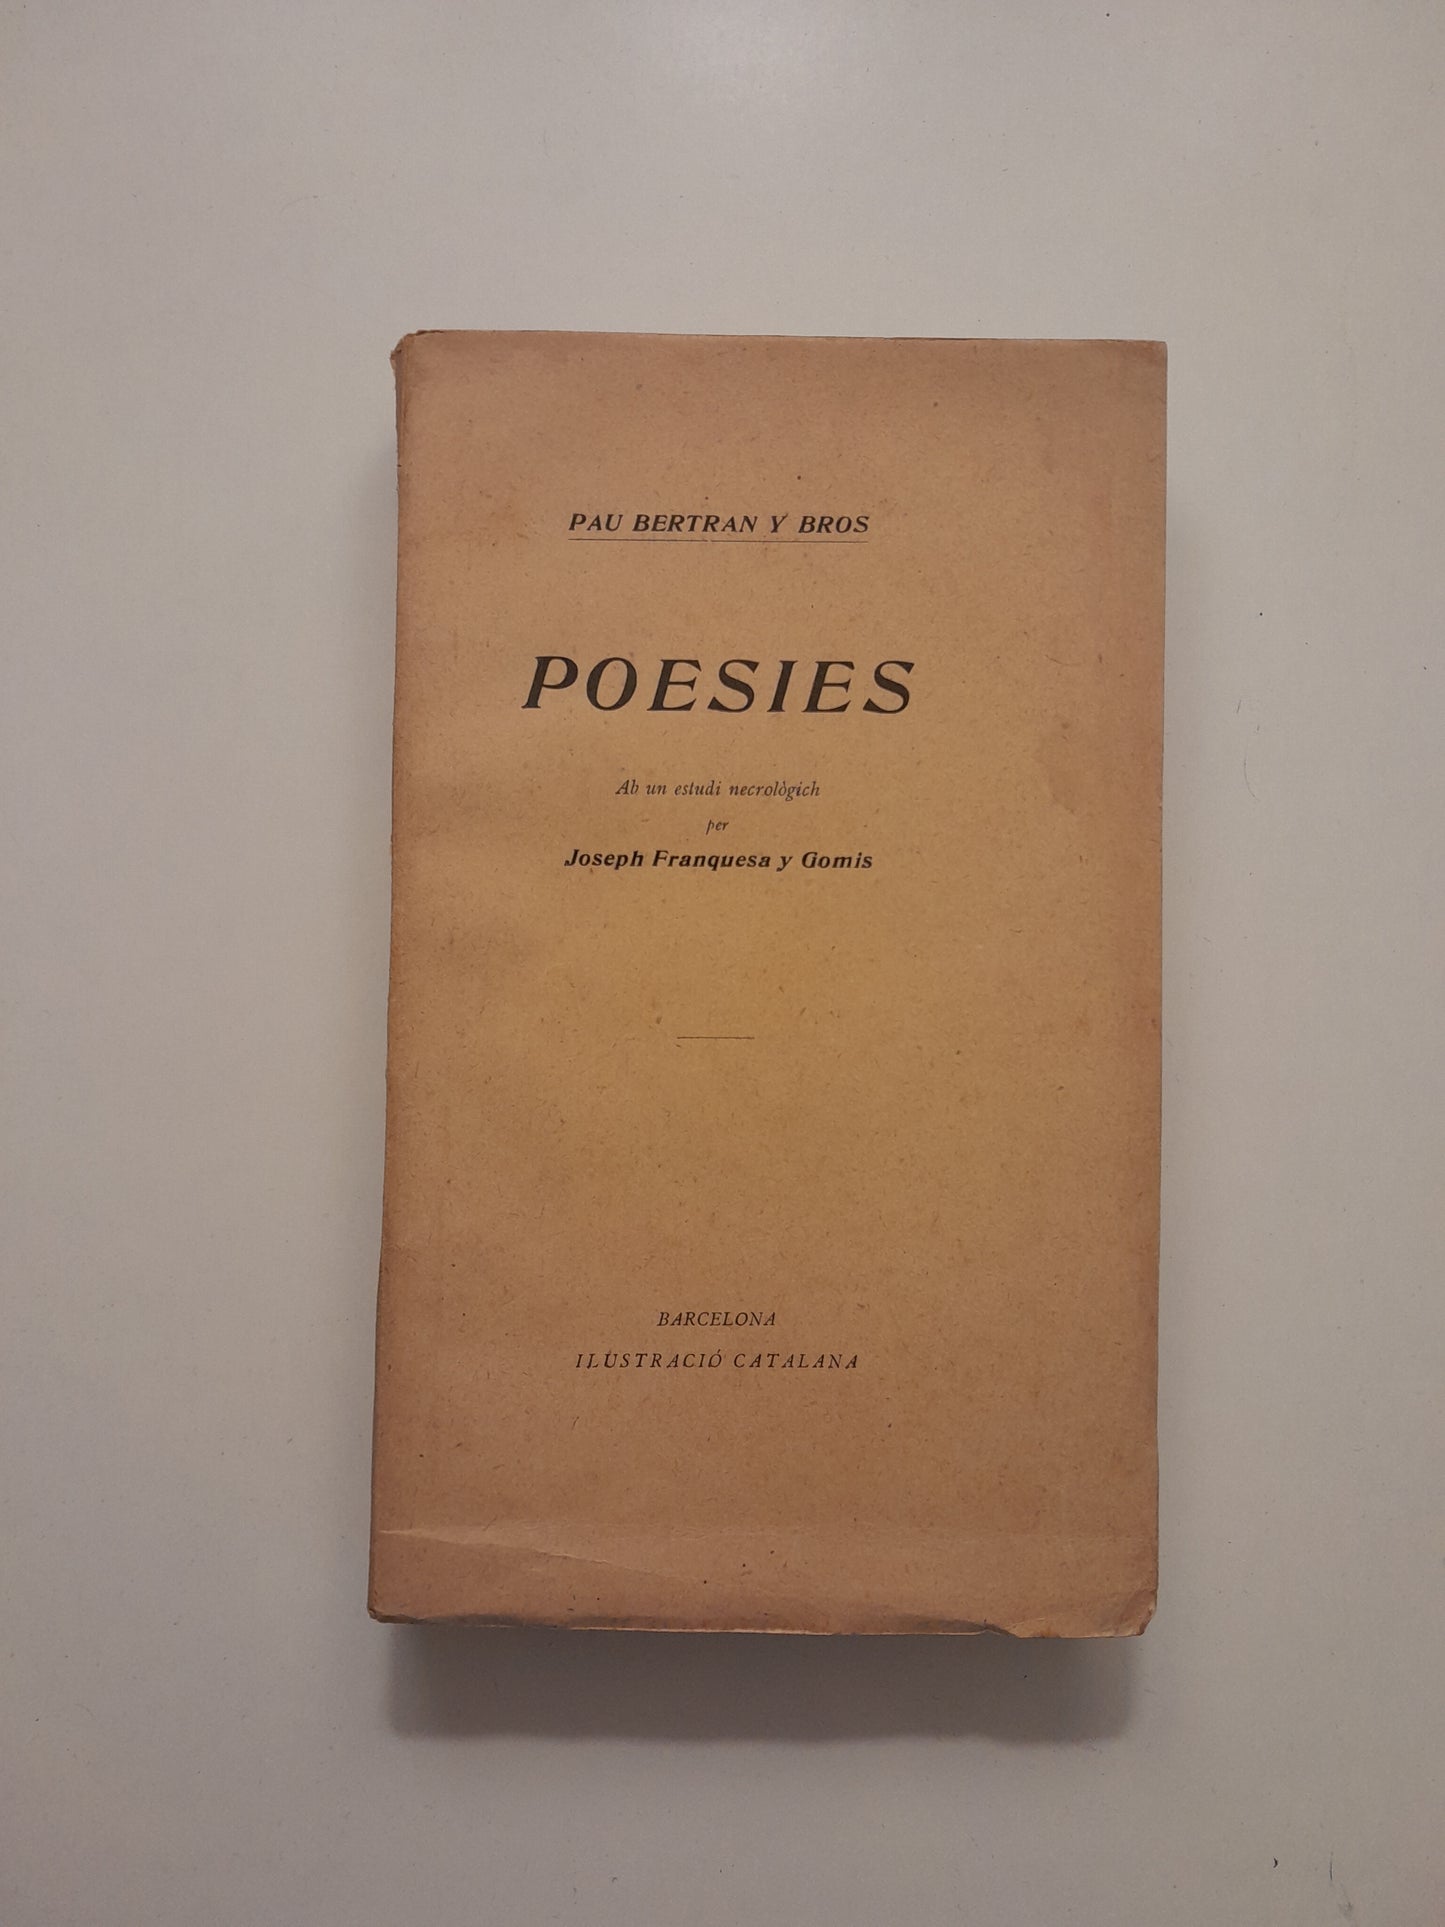 PAU BERTRAN Y BROS
POESIES
Ab un estudi necrològich
per
Joseph Franquesa y Gomis
BARCELONA
ILUSTRACIÓ CATALANA